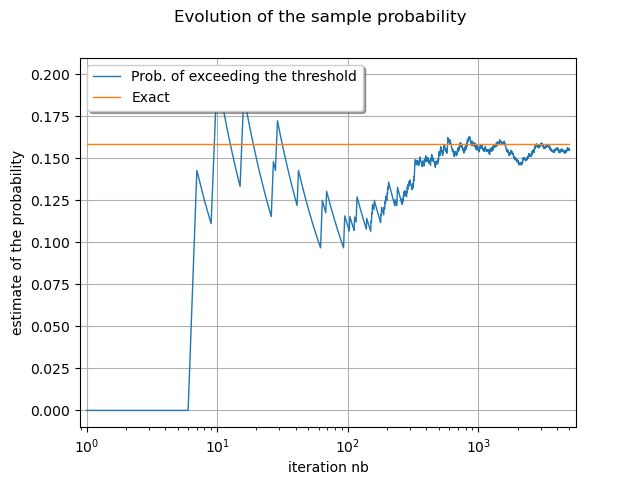 Evolution of the sample probability
Prob. of exceeding the threshold
Exact
estimate of the probability
0.200
0.175
0.150
0.125
0.100
0.075
0.050
0.025
0.000
10⁰ 10¹ 10² 10³
iteration nb